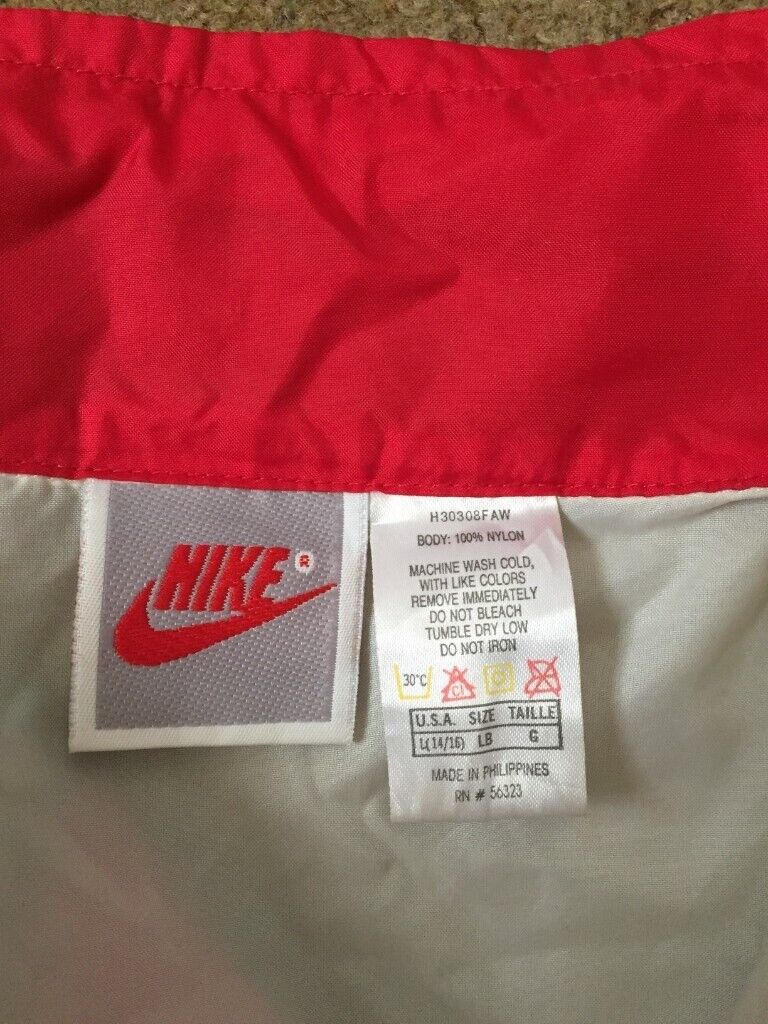 NIKE®
H30308FAW
BODY: 100% NYLON
MACHINE WASH COLD,
WITH LIKE COLORS
REMOVE IMMEDIATELY
DO NOT BLEACH
TUMBLE DRY LOW
DO NOT IRON
30°C Cl
U.S.A. SIZE TAILLE
L(14/16) LB G
MADE IN PHILIPPINES
RN # 56323